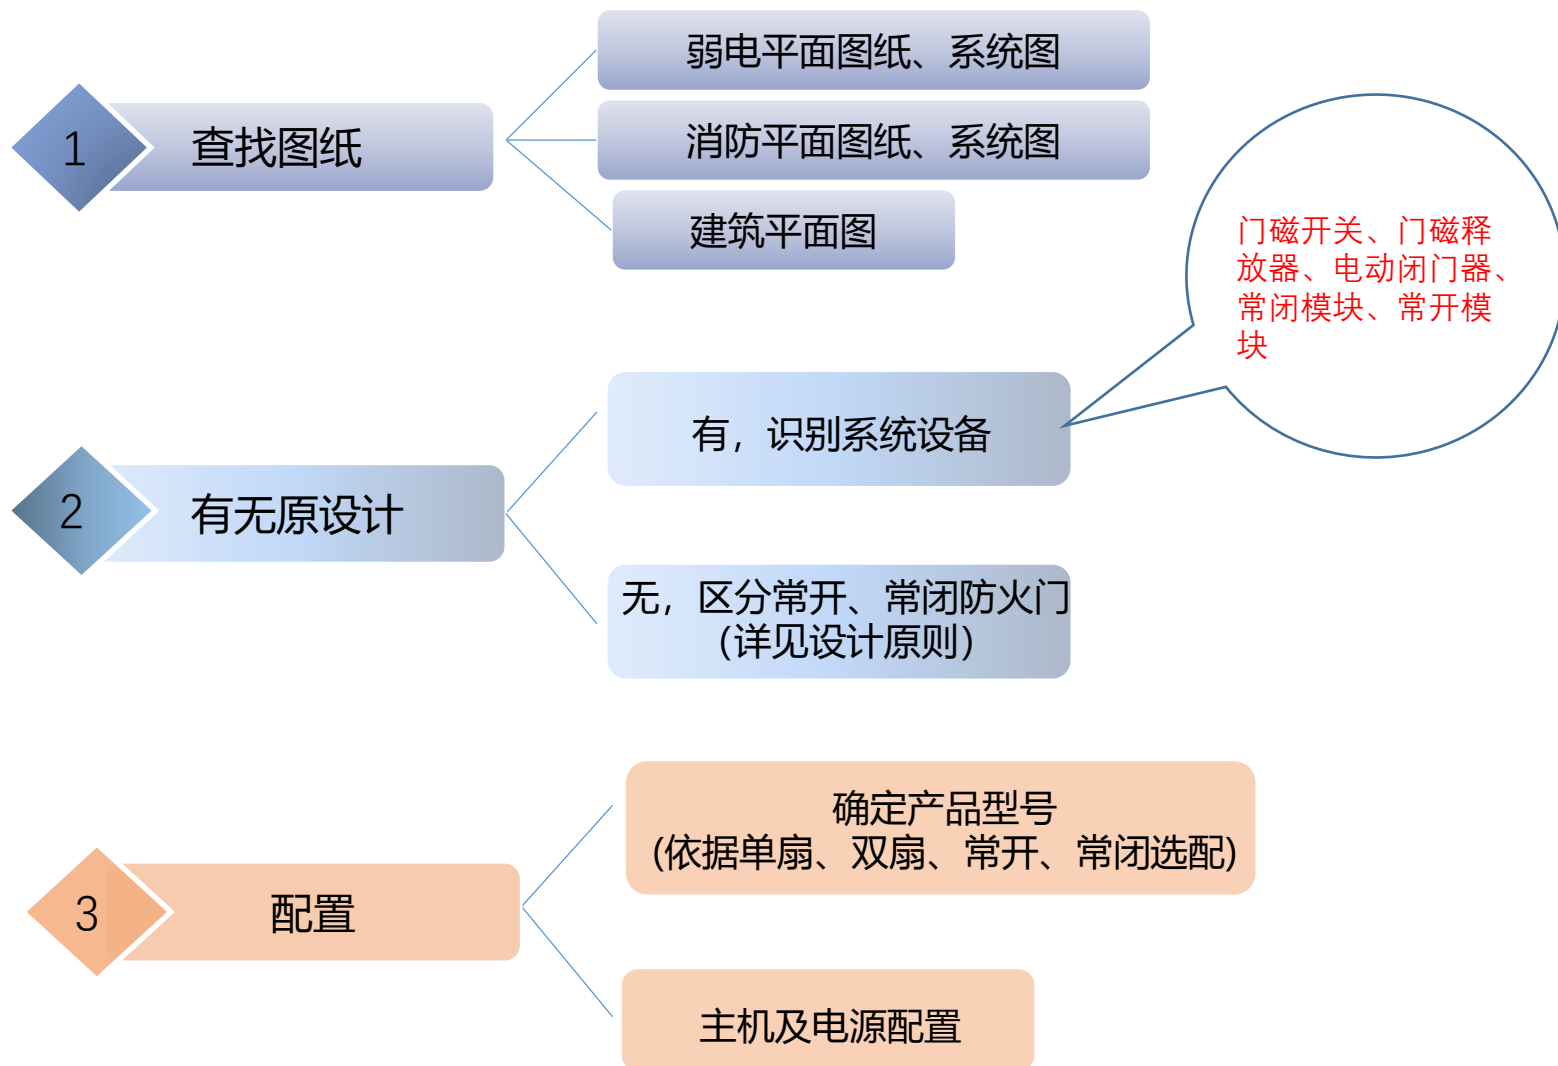 1
查找图纸
弱电平面图纸、系统图
消防平面图纸、系统图
建筑平面图
2
有无原设计
有，识别系统设备
门磁开关、门磁释
放器、电动闭门器、
常闭模块、常开模
块
无，区分常开、常闭防火门
（详见设计原则）
3
配置
确定产品型号
(依据单扇、双扇、常开、常闭选配)
主机及电源配置